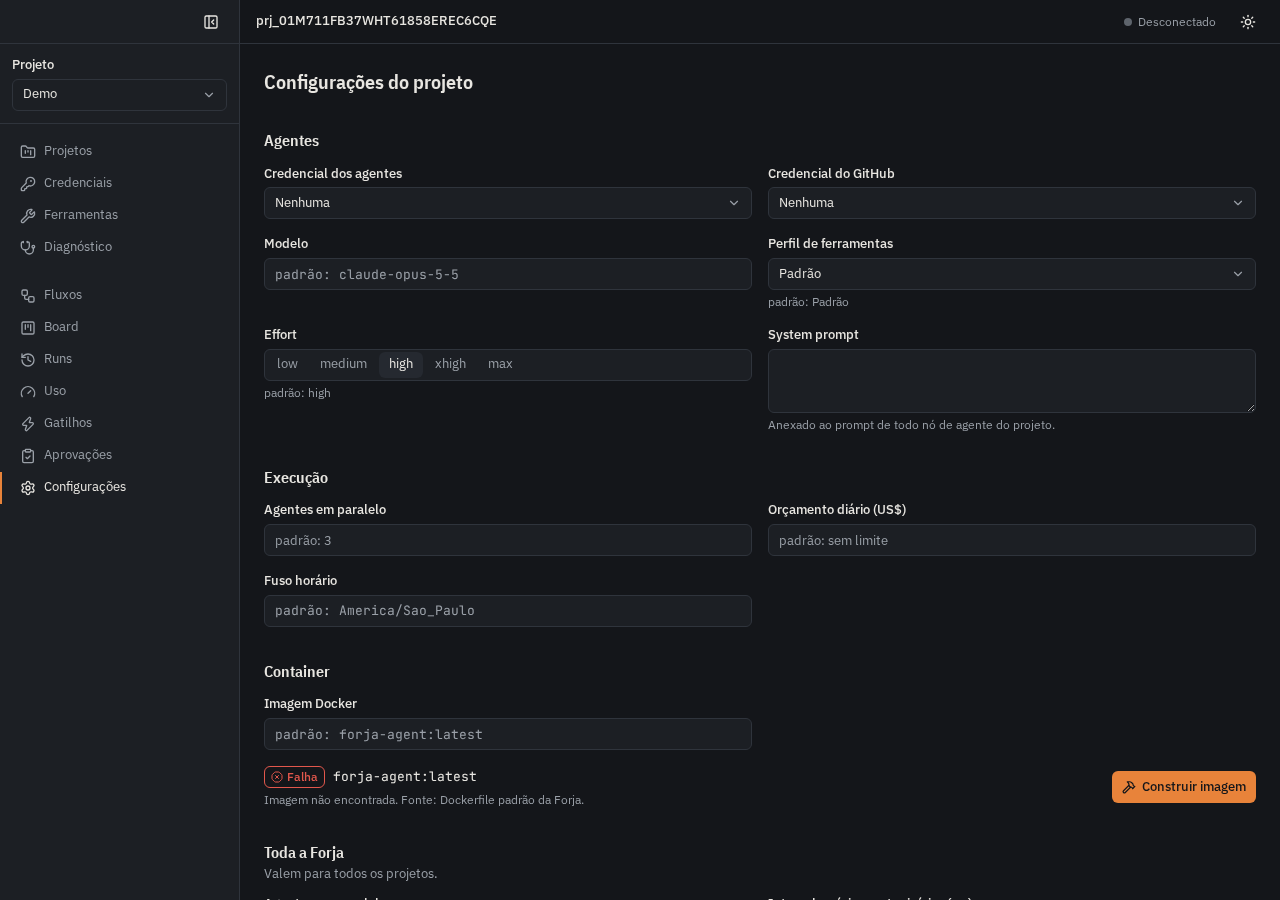 prj_01M711FB37WHT61858EREC6CQE
Desconectado
Projeto
Demo
Projetos
Credenciais
Ferramentas
Diagnóstico
Fluxos
Board
Runs
Uso
Gatilhos
Aprovações
Configurações
Configurações do projeto
Agentes
Credencial dos agentes
Nenhuma
Credencial do GitHub
Nenhuma
Modelo
padrão: claude-opus-5-5
Perfil de ferramentas
Padrão
padrão: Padrão
Effort
low medium high xhigh max
padrão: high
System prompt
Anexado ao prompt de todo nó de agente do projeto.
Execução
Agentes em paralelo
padrão: 3
Orçamento diário (US$)
padrão: sem limite
Fuso horário
padrão: America/Sao_Paulo
Container
Imagem Docker
padrão: forja-agent:latest
Falha forja-agent:latest
Imagem não encontrada. Fonte: Dockerfile padrão da Forja.
Construir imagem
Toda a Forja
Valem para todos os projetos.